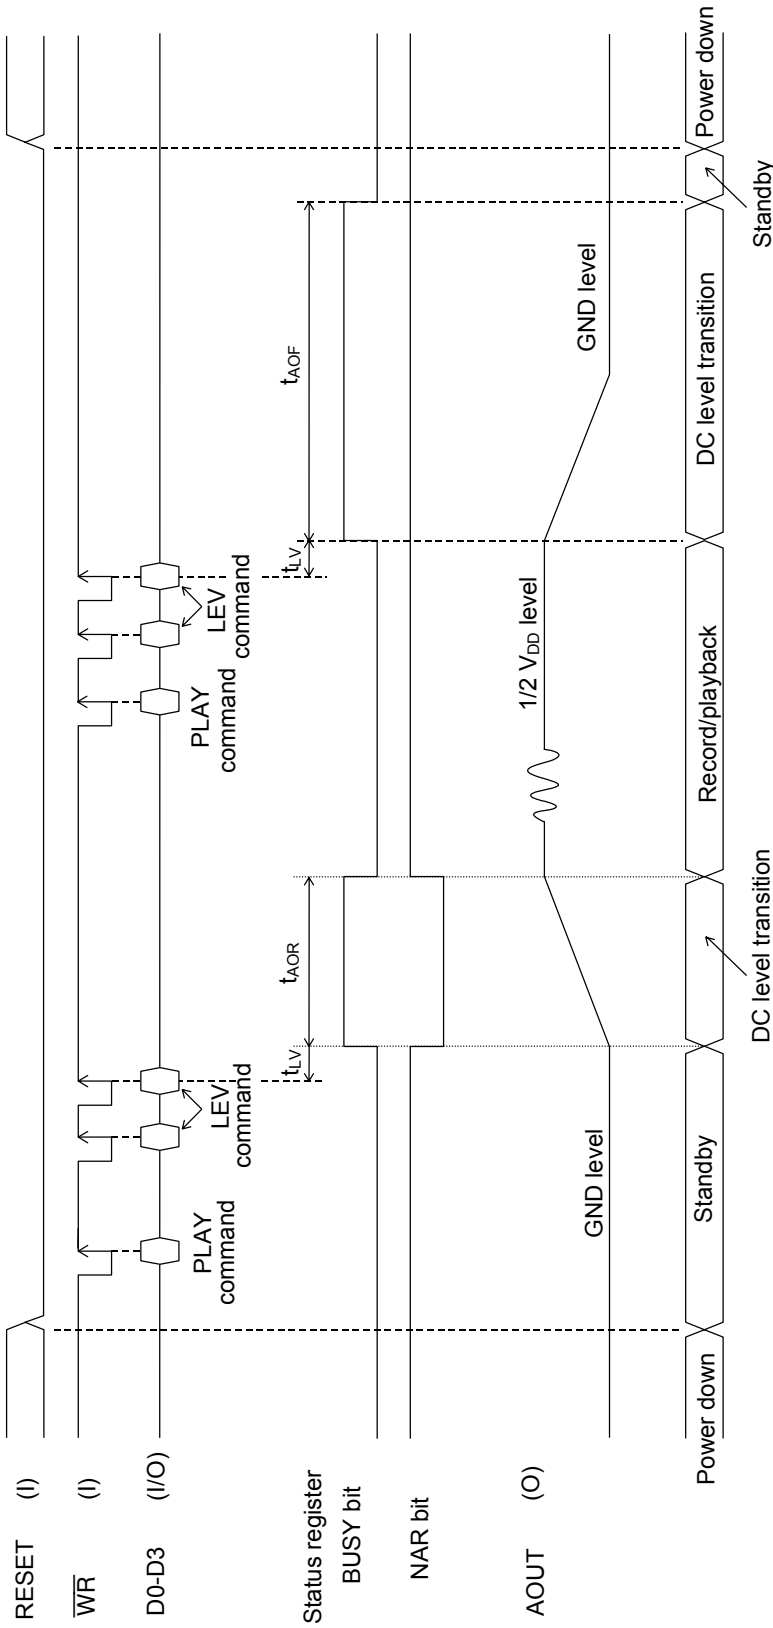 RESET (I)
WR (I)
D0-D3 (I/O)
PLAY
command
LEV
command
PLAY
command
LEV
command
Status register
BUSY bit
NAR bit
tLV
tAOR
tLV
tAOF
AOUT (O)
GND level
1/2 VDD level
GND level
Power down
Standby
DC level transition
Record/playback
DC level transition
Standby
Power down